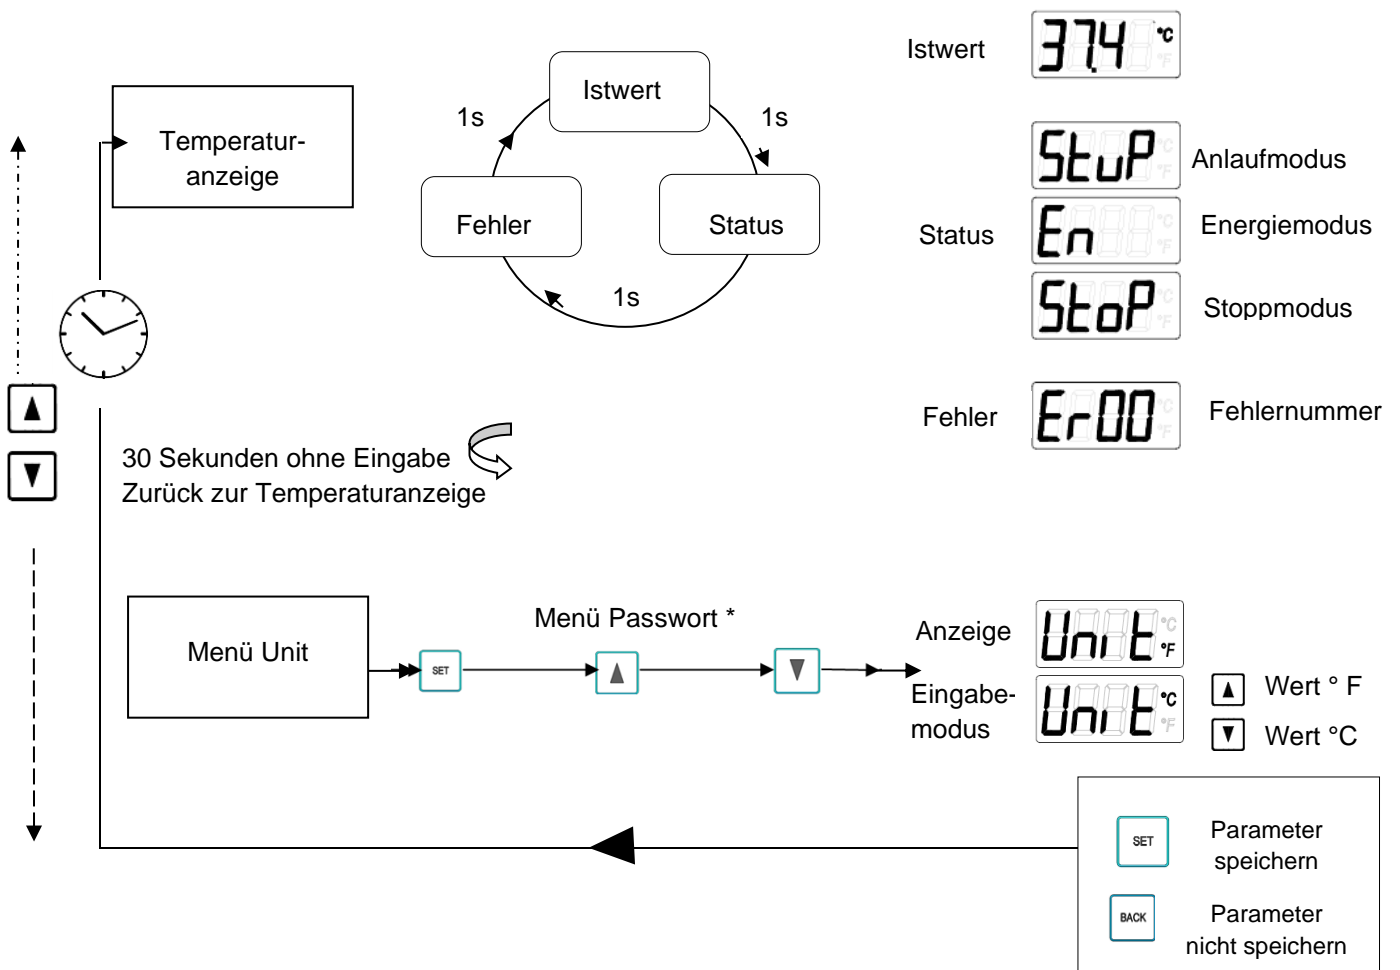 Istwert
37.4 °C
°F
Temperatur-
anzeige
Istwert
1s
1s
Fehler
Status
1s
StuP °C
°F
Anlaufmodus
Status
En °C
°F
Energiemodus
StoP °C
°F
Stoppmodus
Fehler
Er00 °C
°F
Fehlernummer
30 Sekunden ohne Eingabe
Zurück zur Temperaturanzeige
Menü Unit
SET
Menü Passwort *
Anzeige
Unit °C
°F
Eingabe-
modus
Unit °C
°F
Wert ° F
Wert °C
SET
Parameter
speichern
BACK
Parameter
nicht speichern